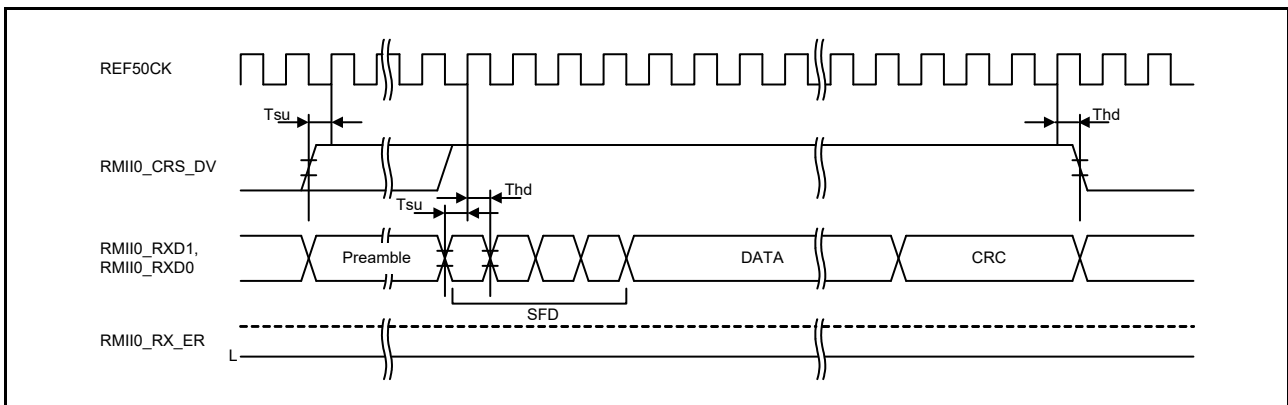 REF50CK
Tsu
Thd
RMII0_CRS_DV
Tsu
Thd
RMII0_RXD1,
RMII0_RXD0
Preamble
DATA
CRC
SFD
RMII0_RX_ER
L